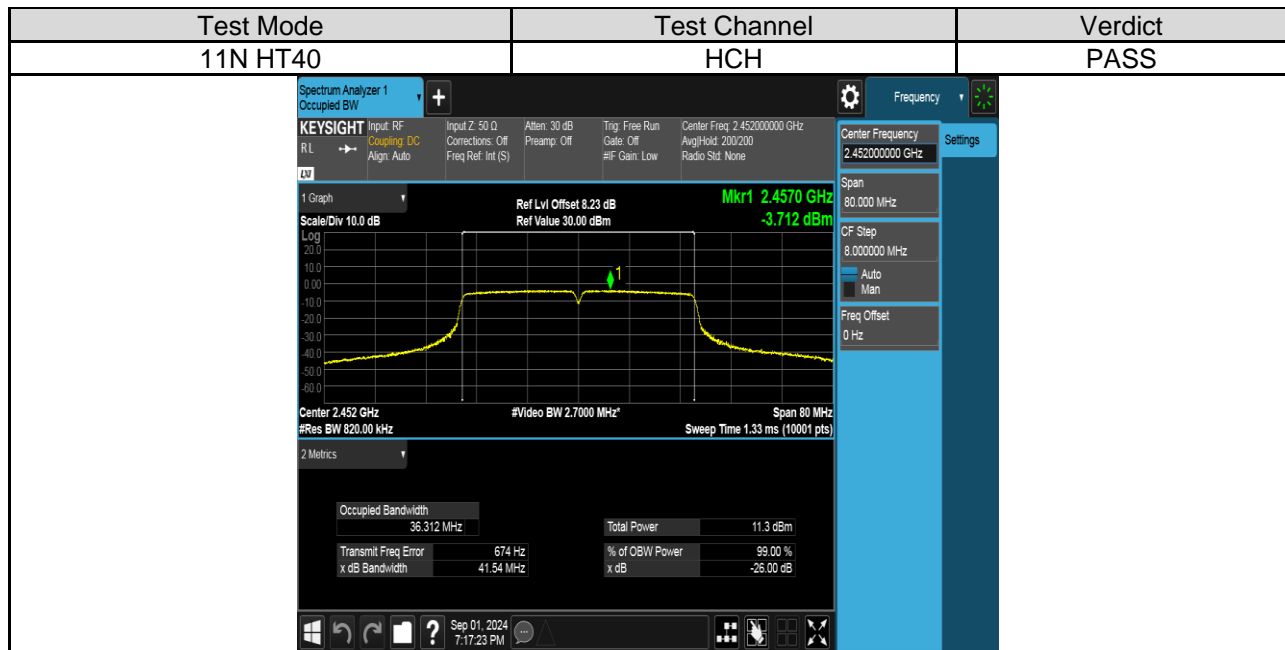 Test Mode Test Channel Verdict
11N HT40 HCH PASS
Spectrum Analyzer 1
Occupied BW
+
Frequency
KEYSIGHT Input: RF Input Z: 50 Ω Atten: 30 dB Trig: Free Run Center Freq: 2.452000000 GHz
RL Coupling: DC Corrections: Off Preamp: Off Gate: Off Avg|Hold: 200/200
Align: Auto Freq Ref: Int (S) #IF Gain: Low Radio Std: None
LXI
Center Frequency
2.452000000 GHz
Settings
Span
80.000 MHz
CF Step
8.000000 MHz
Auto
Man
Freq Offset
0 Hz
1 Graph Ref Lvl Offset 8.23 dB Mkr1 2.4570 GHz
Scale/Div 10.0 dB Ref Value 30.00 dBm -3.712 dBm
Log
20.0
10.0
1
0.00
-10.0
-20.0
-30.0
-40.0
-50.0
-60.0
Center 2.452 GHz #Video BW 2.7000 MHz* Span 80 MHz
#Res BW 820.00 kHz Sweep Time 1.33 ms (10001 pts)
2 Metrics
Occupied Bandwidth
36.312 MHz Total Power 11.3 dBm
Transmit Freq Error 674 Hz % of OBW Power 99.00 %
x dB Bandwidth 41.54 MHz x dB -26.00 dB
? Sep 01, 2024
7:17:23 PM